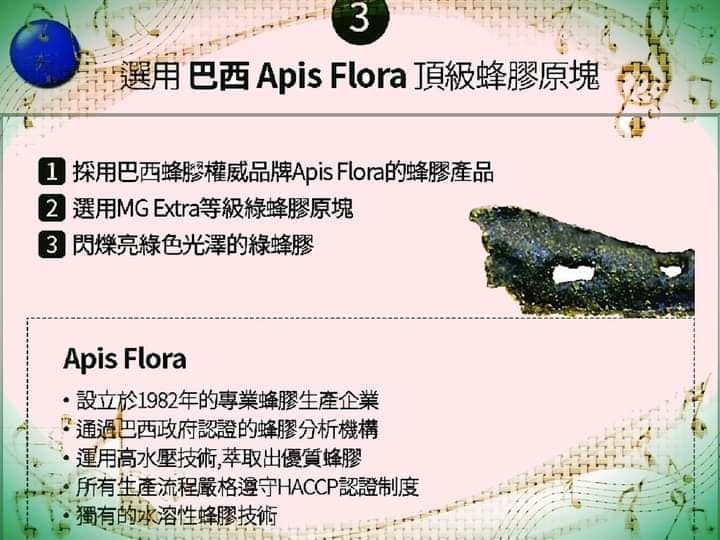 3
選用 巴西 Apis Flora 頂級蜂膠原塊
1 採用巴西蜂膠權威品牌Apis Flora的蜂膠產品
2 選用MG Extra等級綠蜂膠原塊
3 閃爍亮綠色光澤的綠蜂膠
Apis Flora
• 設立於1982年的專業蜂膠生產企業
• 通過巴西政府認證的蜂膠分析機構
• 運用高水壓技術,萃取出優質蜂膠
• 所有生產流程嚴格遵守HACCP認證制度
• 獨有的水溶性蜂膠技術